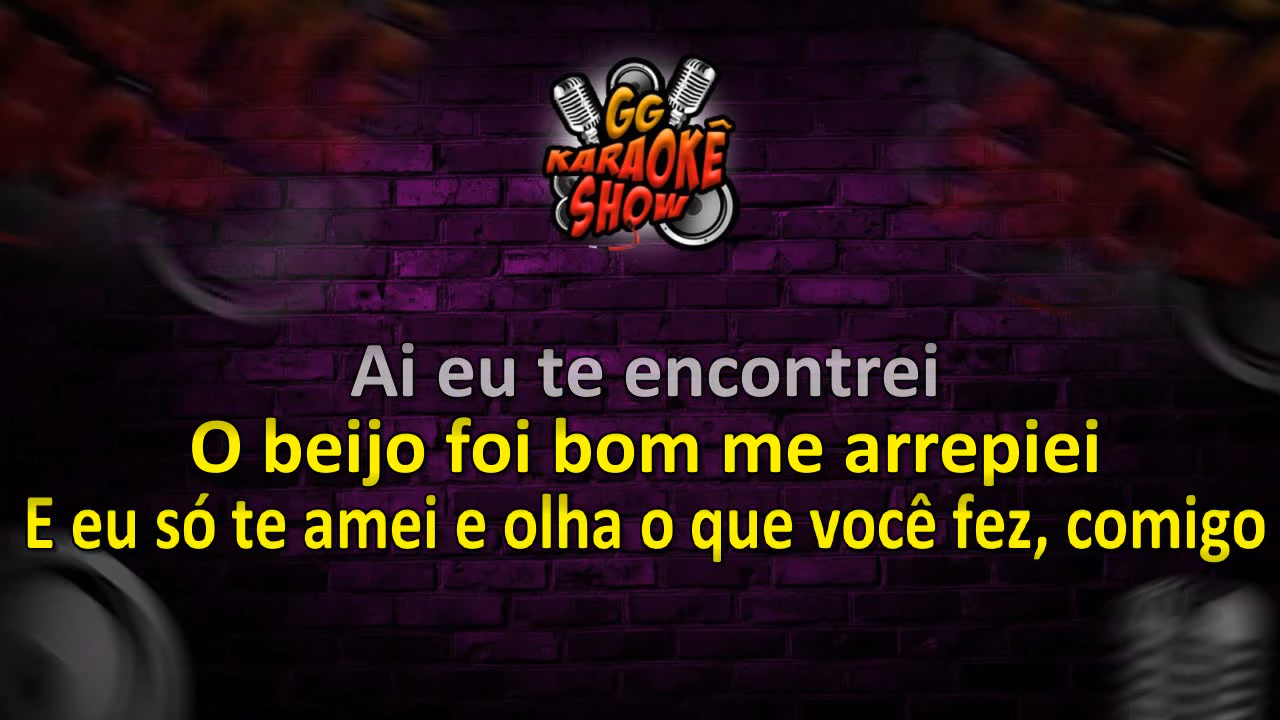 GG
KARAOKÊ
SHOW
Ai eu te encontrei
O beijo foi bom me arrepiei
E eu só te amei e olha o que você fez, comigo